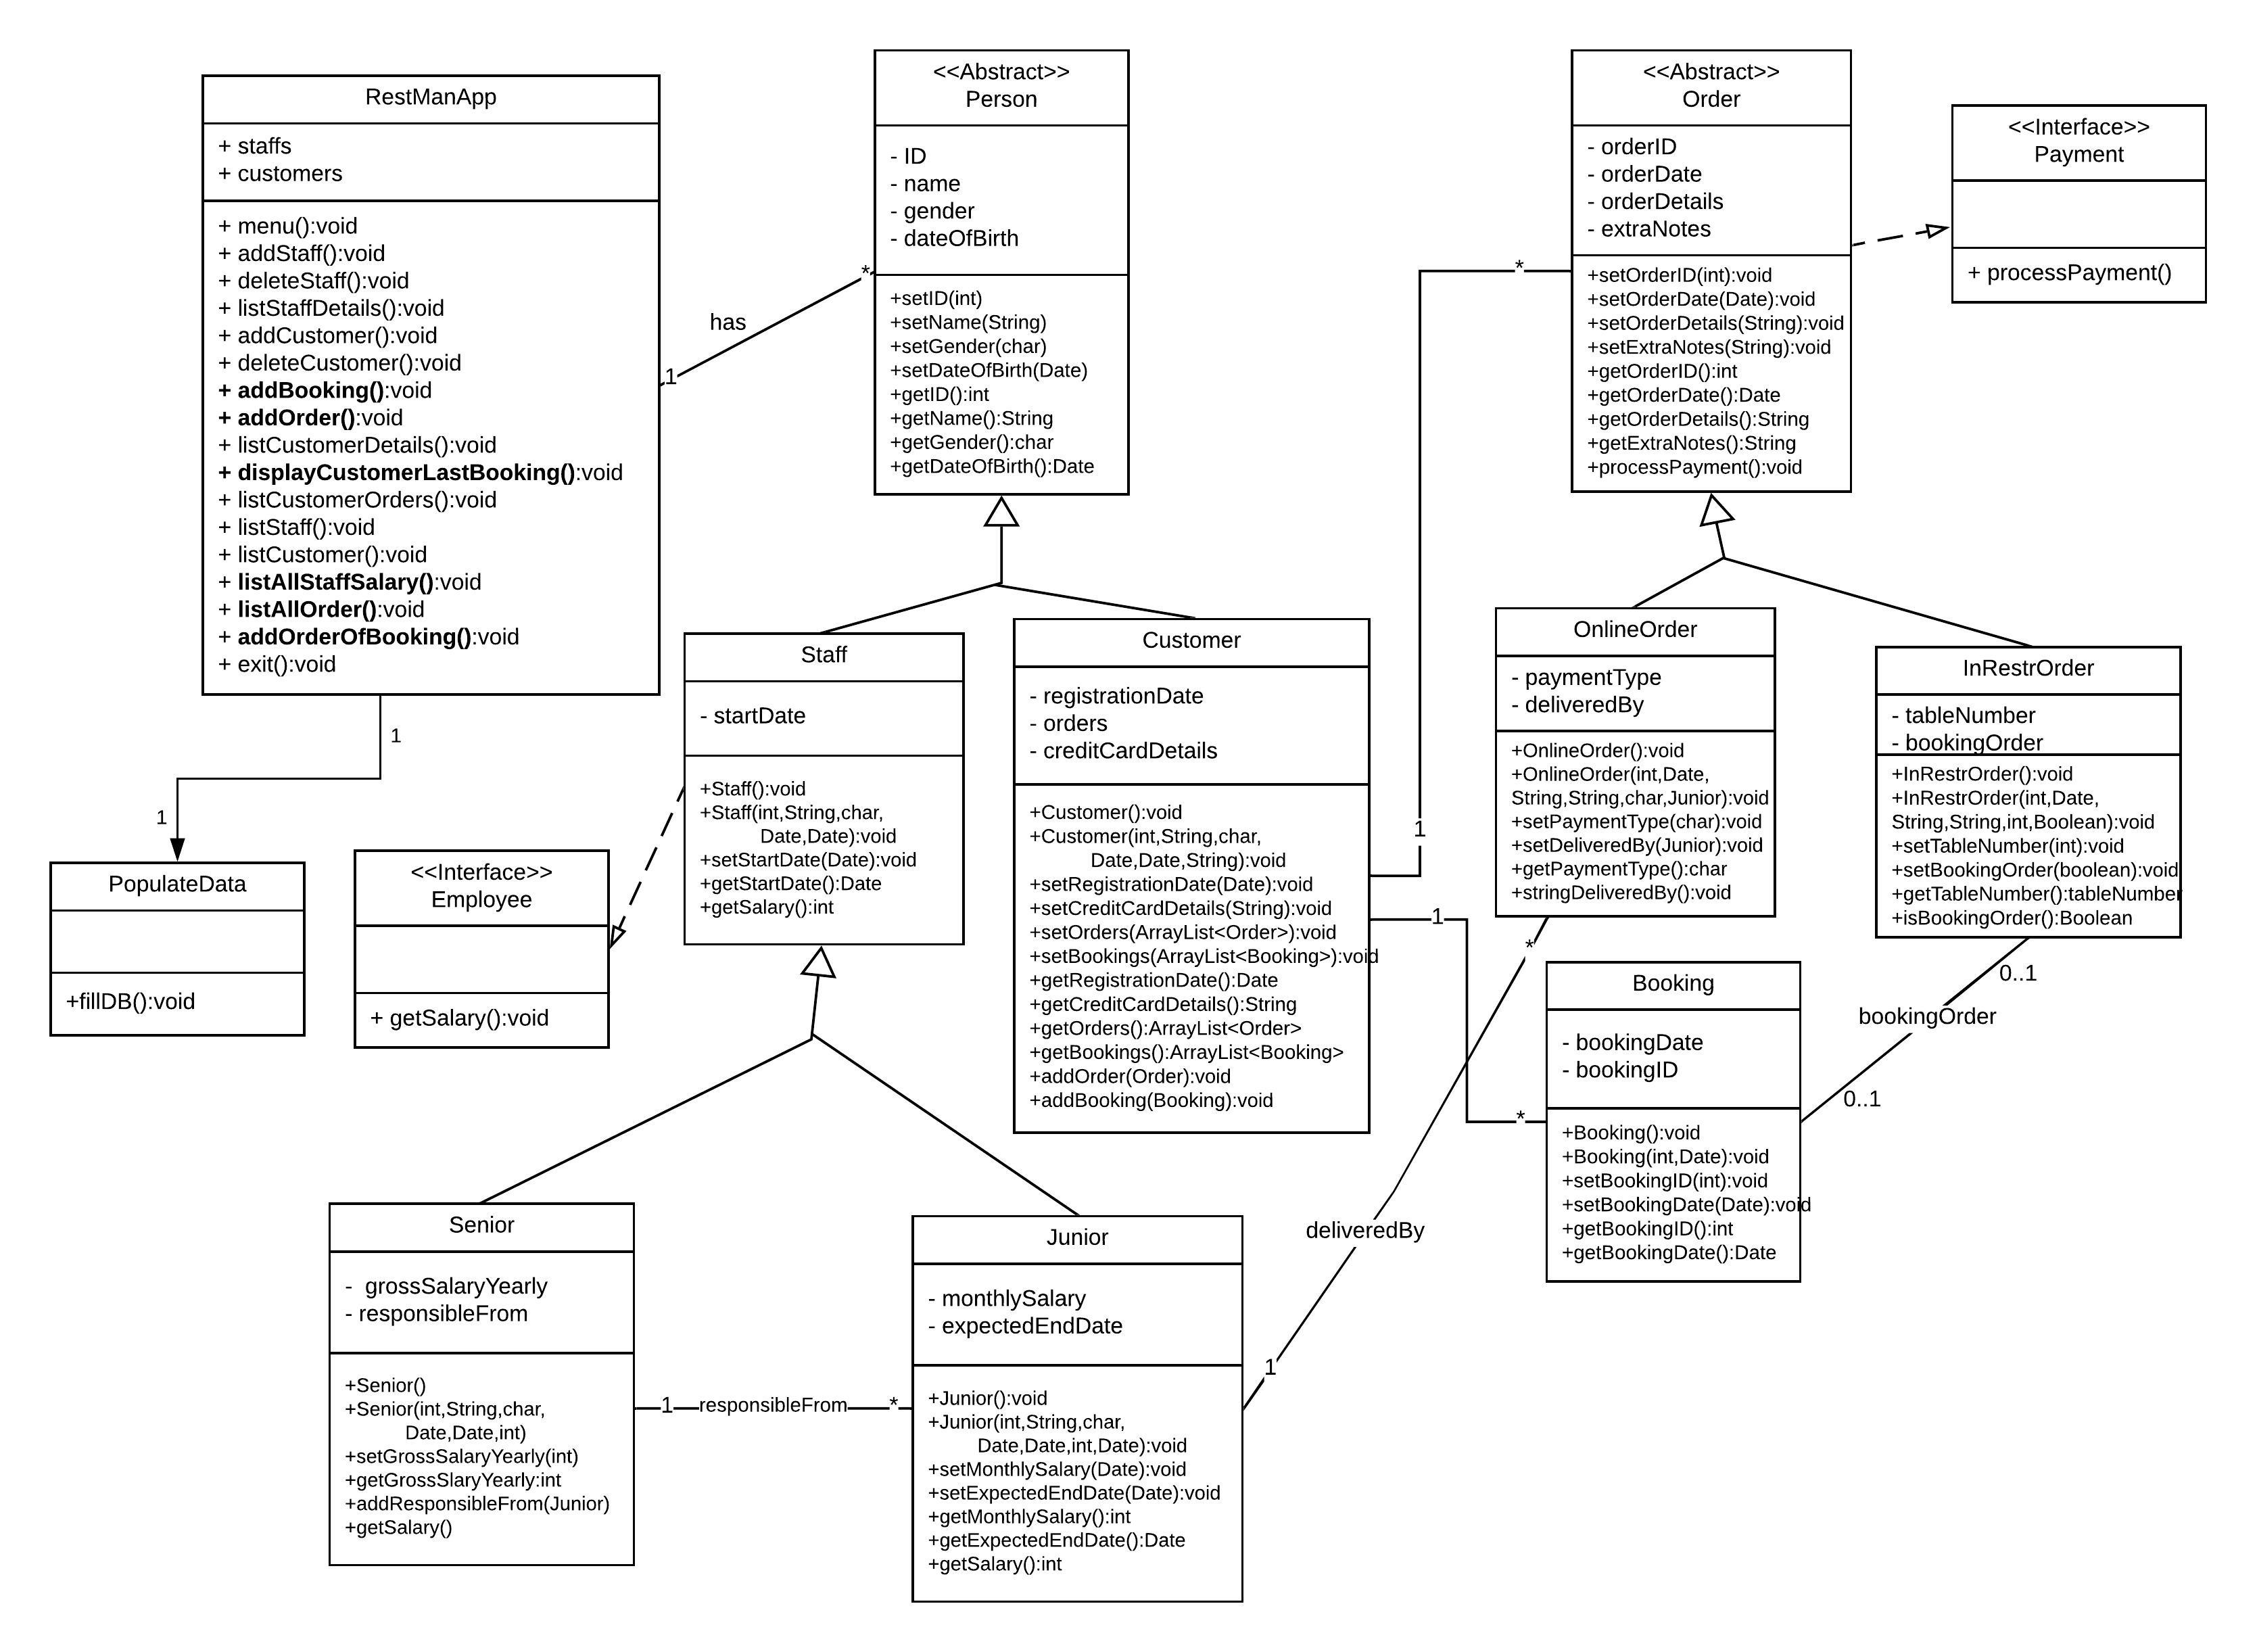 RestManApp
+ staffs
+ customers
+ menu():void
+ addStaff():void
+ deleteStaff():void
+ listStaffDetails():void
+ addCustomer():void
+ deleteCustomer():void
+ addBooking():void
+ addOrder():void
+ listCustomerDetails():void
+ displayCustomerLastBooking():void
+ listCustomerOrders():void
+ listStaff():void
+ listCustomer():void
+ listAllStaffSalary():void
+ listAllOrder():void
+ addOrderOfBooking():void
+ exit():void
1
has
*
<<Abstract>>
Person
- ID
- name
- gender
- dateOfBirth
+setID(int)
+setName(String)
+setGender(char)
+setDateOfBirth(Date)
+getID():int
+getName():String
+getGender():char
+getDateOfBirth():Date
<<Abstract>>
Order
- orderID
- orderDate
- orderDetails
- extraNotes
+setOrderID(int):void
+setOrderDate(Date):void
+setOrderDetails(String):void
+setExtraNotes(String):void
+getOrderID():int
+getOrderDate():Date
+getOrderDetails():String
+getExtraNotes():String
+processPayment():void
<<Interface>>
Payment
+ processPayment()
*
1
1
1
PopulateData
+fillDB():void
<<Interface>>
Employee
+ getSalary():void
Staff
- startDate
+Staff():void
+Staff(int,String,char,
Date,Date):void
+setStartDate(Date):void
+getStartDate():Date
+getSalary():int
Customer
- registrationDate
- orders
- creditCardDetails
+Customer():void
+Customer(int,String,char,
Date,Date,String):void
+setRegistrationDate(Date):void
+setCreditCardDetails(String):void
+setOrders(ArrayList<Order>):void
+setBookings(ArrayList<Booking>):void
+getRegistrationDate():Date
+getCreditCardDetails():String
+getOrders():ArrayList<Order>
+getBookings():ArrayList<Booking>
+addOrder(Order):void
+addBooking(Booking):void
1
1
*
OnlineOrder
- paymentType
- deliveredBy
+OnlineOrder():void
+OnlineOrder(int,Date,
String,String,char,Junior):void
+setPaymentType(char):void
+setDeliveredBy(Junior):void
+getPaymentType():char
+stringDeliveredBy():void
InRestrOrder
- tableNumber
- bookingOrder
+InRestrOrder():void
+InRestrOrder(int,Date,
String,String,int,Boolean):void
+setTableNumber(int):void
+setBookingOrder(boolean):void
+getTableNumber():tableNumber
+isBookingOrder():Boolean
*
deliveredBy
1
Booking
- bookingDate
- bookingID
+Booking():void
+Booking(int,Date):void
+setBookingID(int):void
+setBookingDate(Date):void
+getBookingID():int
+getBookingDate():Date
0..1
bookingOrder
0..1
Senior
-  grossSalaryYearly
- responsibleFrom
+Senior()
+Senior(int,String,char,
Date,Date,int)
+setGrossSalaryYearly(int)
+getGrossSlaryYearly:int
+addResponsibleFrom(Junior)
+getSalary()
1
responsibleFrom
*
Junior
- monthlySalary
- expectedEndDate
+Junior():void
+Junior(int,String,char,
Date,Date,int,Date):void
+setMonthlySalary(Date):void
+setExpectedEndDate(Date):void
+getMonthlySalary():int
+getExpectedEndDate():Date
+getSalary():int